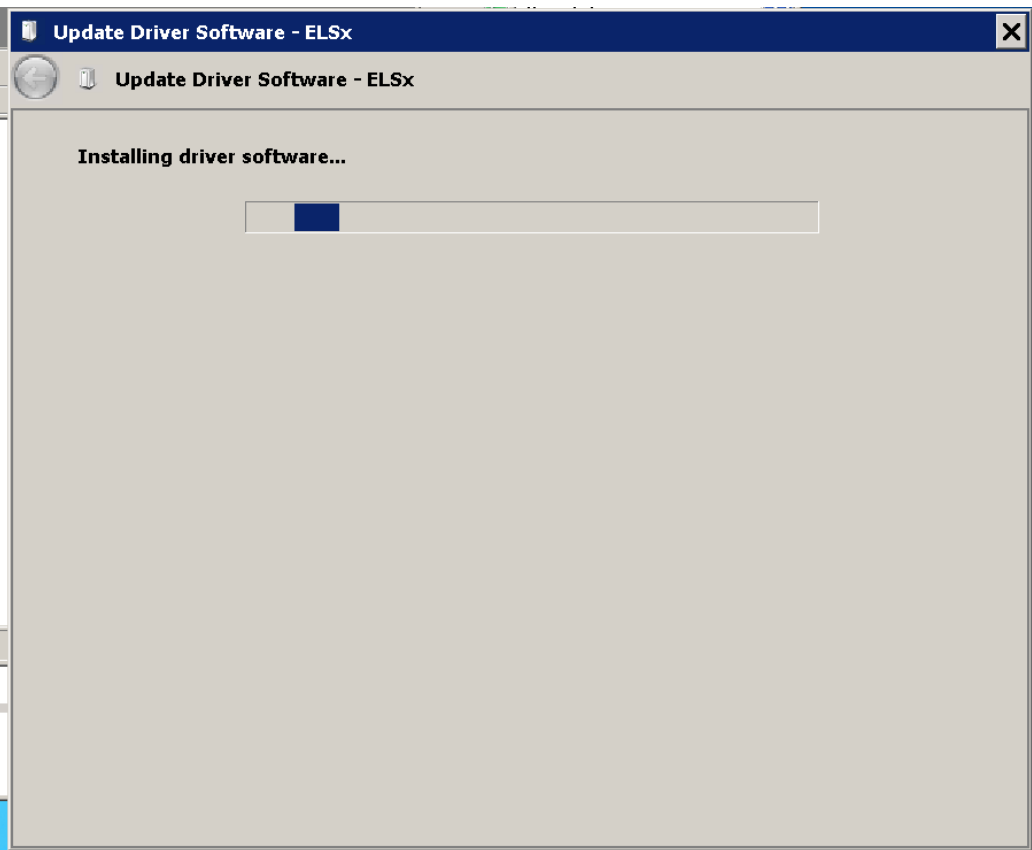 Update Driver Software - ELSx
Update Driver Software - ELSx
Installing driver software...